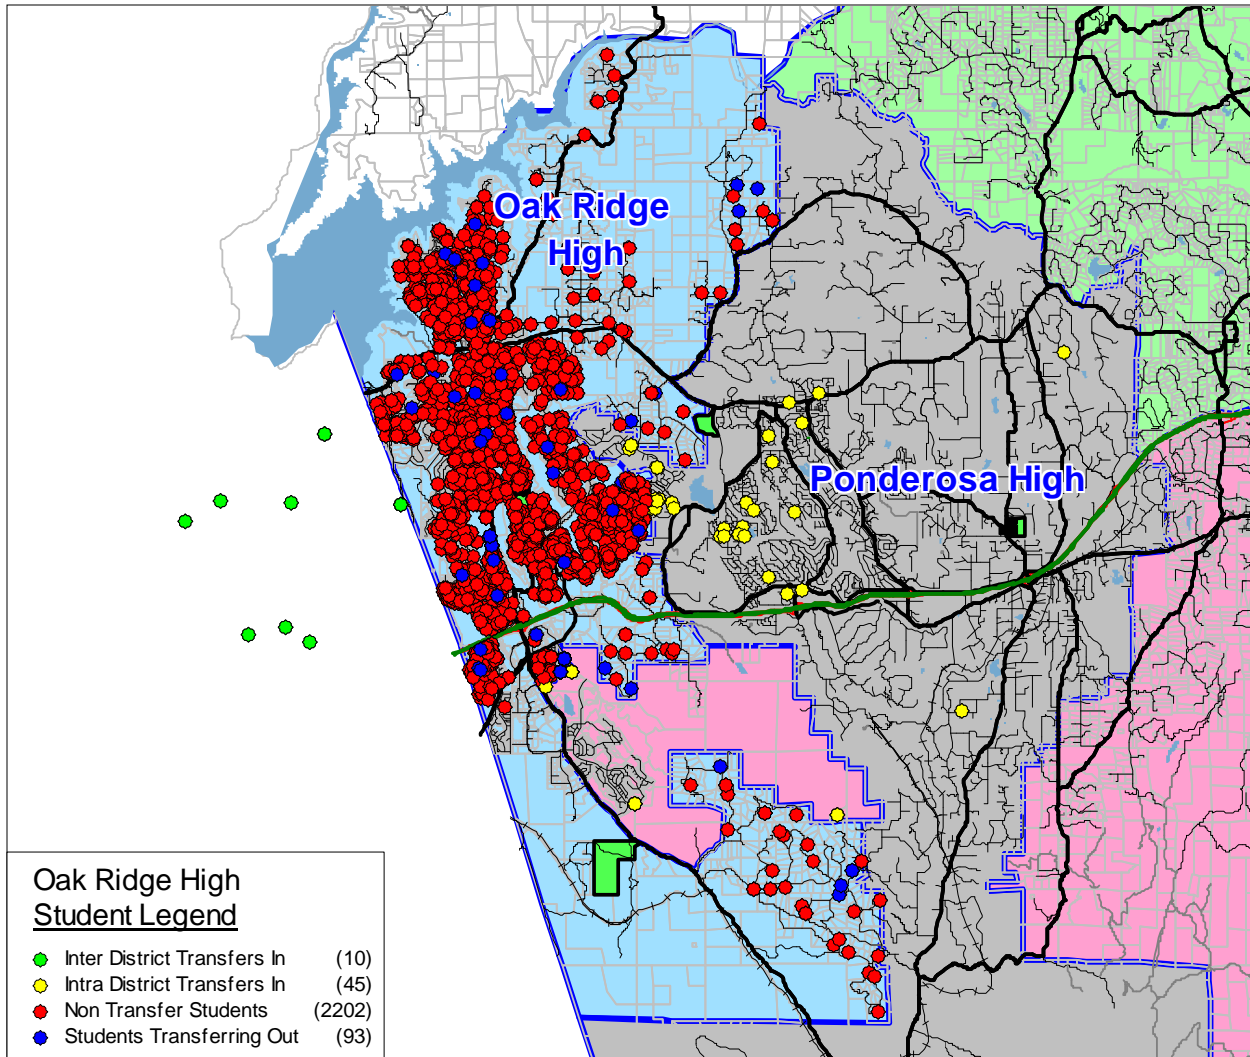 Oak Ridge
High
Ponderosa High
Oak Ridge High
Student Legend
Inter District Transfers In (10)
Intra District Transfers In (45)
Non Transfer Students (2202)
Students Transferring Out (93)